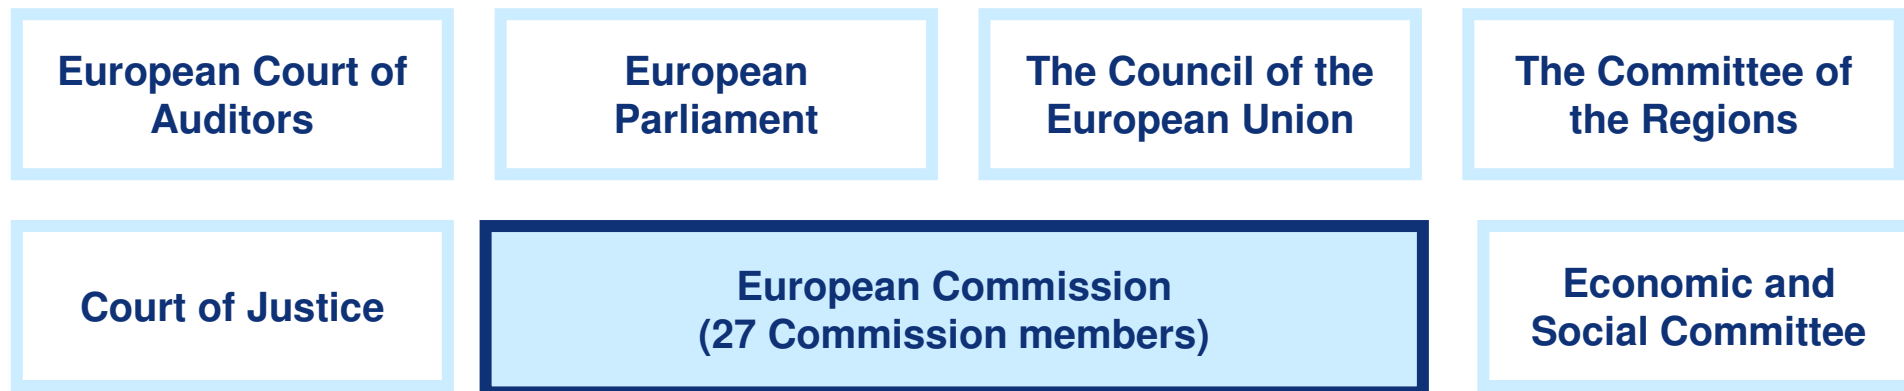 European Court of
Auditors
European
Parliament
The Council of the
European Union
The Committee of
the Regions
Court of Justice
European Commission
(27 Commission members)
Economic and
Social Committee